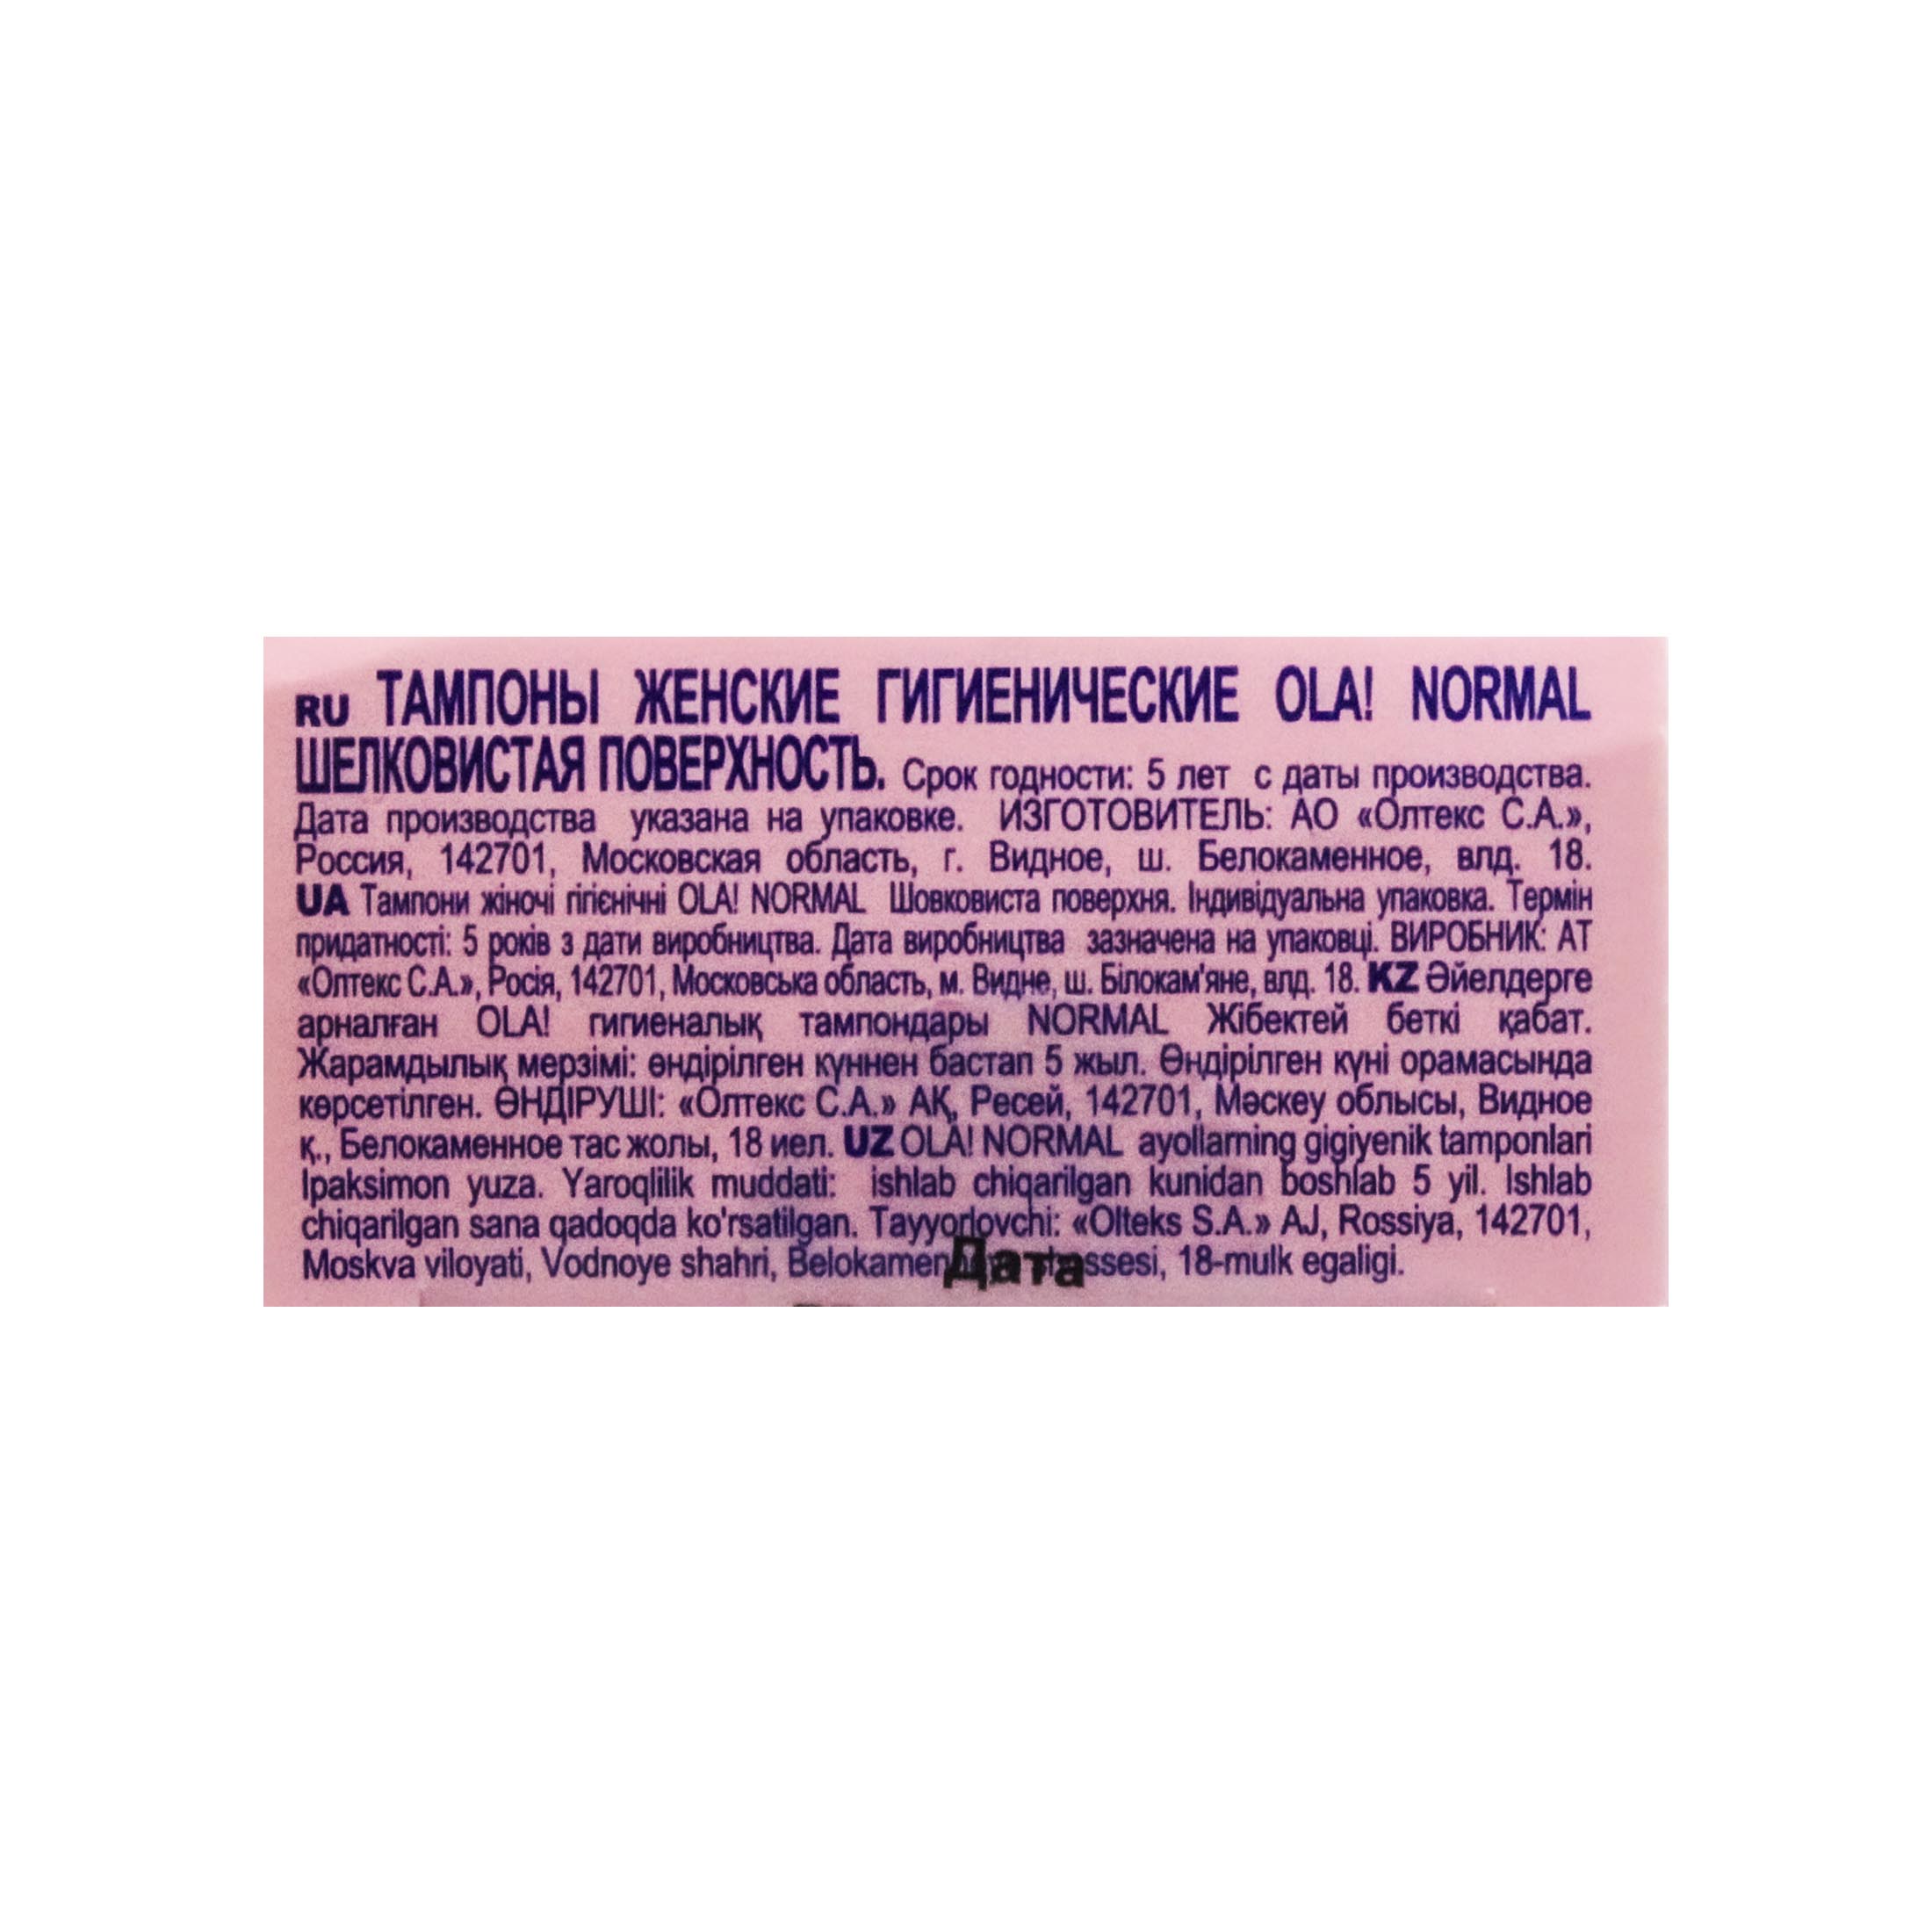 RU ТАМПОНЫ ЖЕНСКИЕ ГИГИЕНИЧЕСКИЕ OLA! NORMAL
ШЕЛКОВИСТАЯ ПОВЕРХНОСТЬ. Срок годности: 5 лет с даты производства.
Дата производства указана на упаковке. ИЗГОТОВИТЕЛЬ: АО «Олтекс С.А.»,
Россия, 142701, Московская область, г. Видное, ш. Белокаменное, влд. 18.
UA Тампони жіночі гігієнічні OLA! NORMAL Шовковиста поверхня. Індивідуальна упаковка. Термін
придатності: 5 років з дати виробництва. Дата виробництва зазначена на упаковці. ВИРОБНИК: АТ
«Олтекс С.А.», Росія, 142701, Московська область, м. Видне, ш. Білокам'яне, влд. 18. KZ Әйелдерге
арналған OLA! гигиеналық тампондары NORMAL Жібектей беткі қабат.
Жарамдылық мерзімі: өндірілген күннен бастап 5 жыл. Өндірілген күні орамасында
көрсетілген. ӨНДІРУШІ: «Олтекс С.А.» АҚ, Ресей, 142701, Мәскеу облысы, Видное
қ., Белокаменное тас жолы, 18 иел. UZ OLA! NORMAL ayollarning gigiyenik tamponlari
Ipaksimon yuza. Yaroqlilik muddati: ishlab chiqarilgan kunidan boshlab 5 yil. Ishlab
chiqarilgan sana qadoqda ko'rsatilgan. Tayyorlovchi: «Olteks S.A.» AJ, Rossiya, 142701,
Moskva viloyati, Vodnoye shahri, 18-mulk egaligi.
Дата